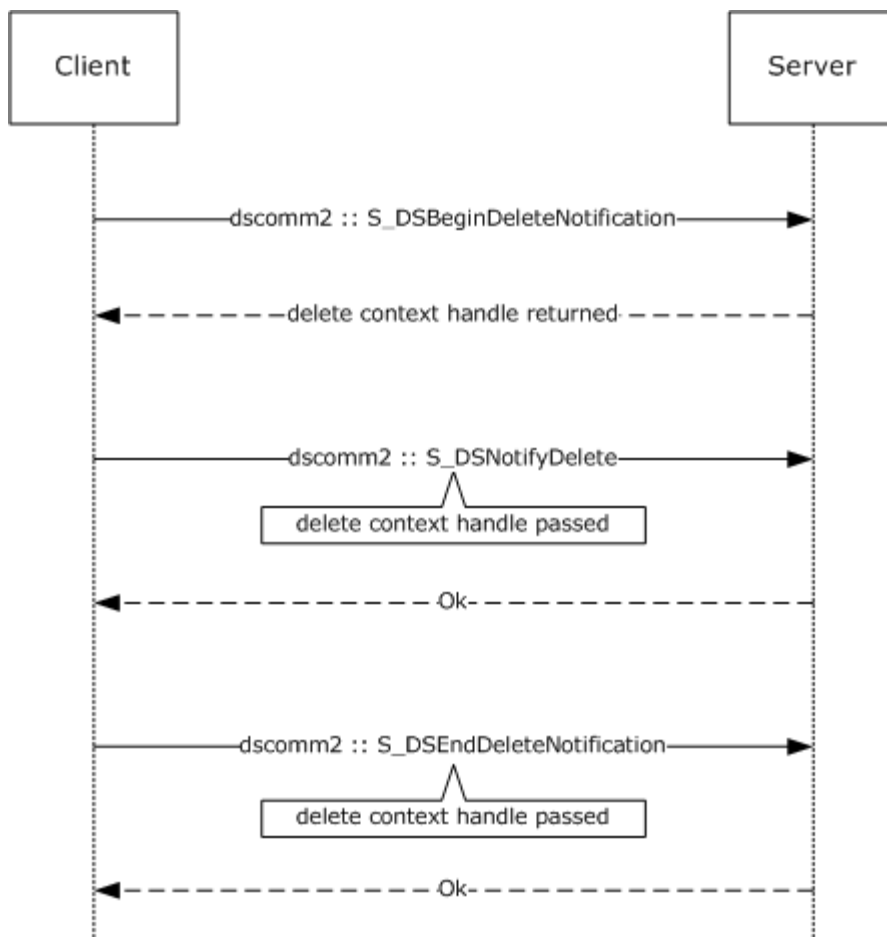 Client
Server
dscomm2 :: S_DSBeginDeleteNotification
delete context handle returned
dscomm2 :: S_DSNotifyDelete
delete context handle passed
Ok
dscomm2 :: S_DSEndDeleteNotification
delete context handle passed
Ok